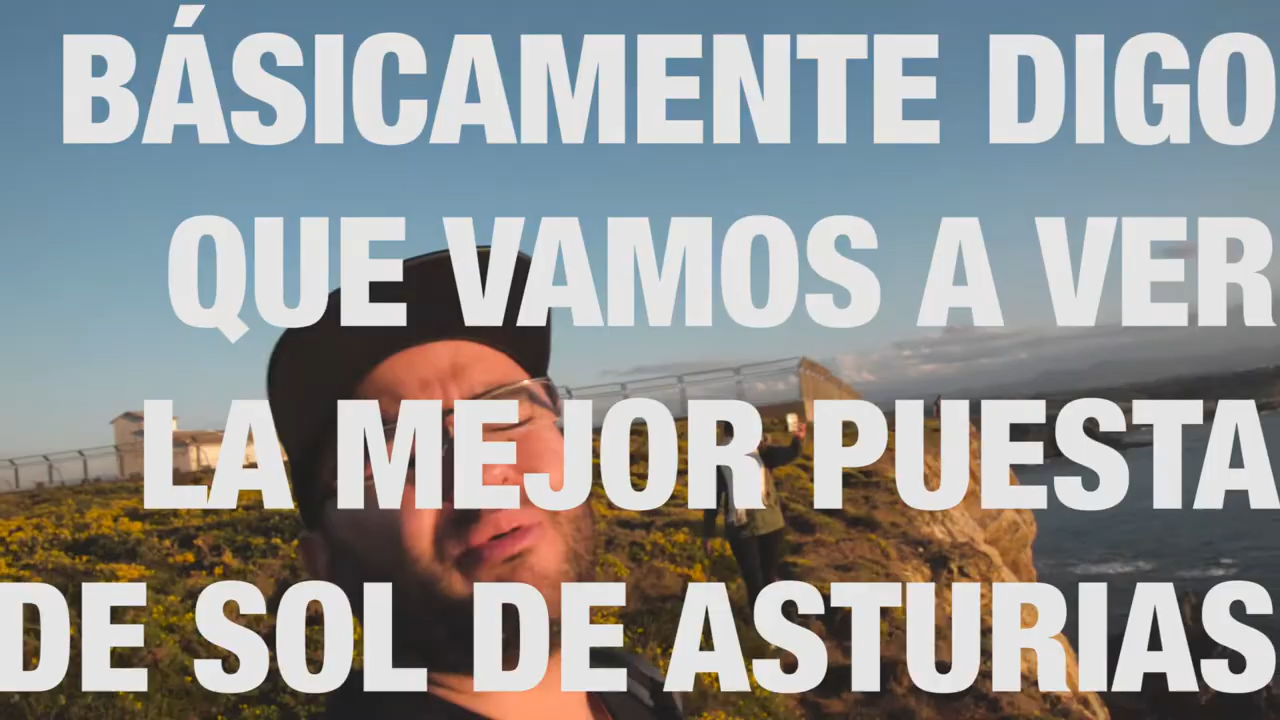 BÁSICAMENTE DIGO
QUE VAMOS A VER
LA MEJOR PUESTA
DE SOL DE ASTURIAS